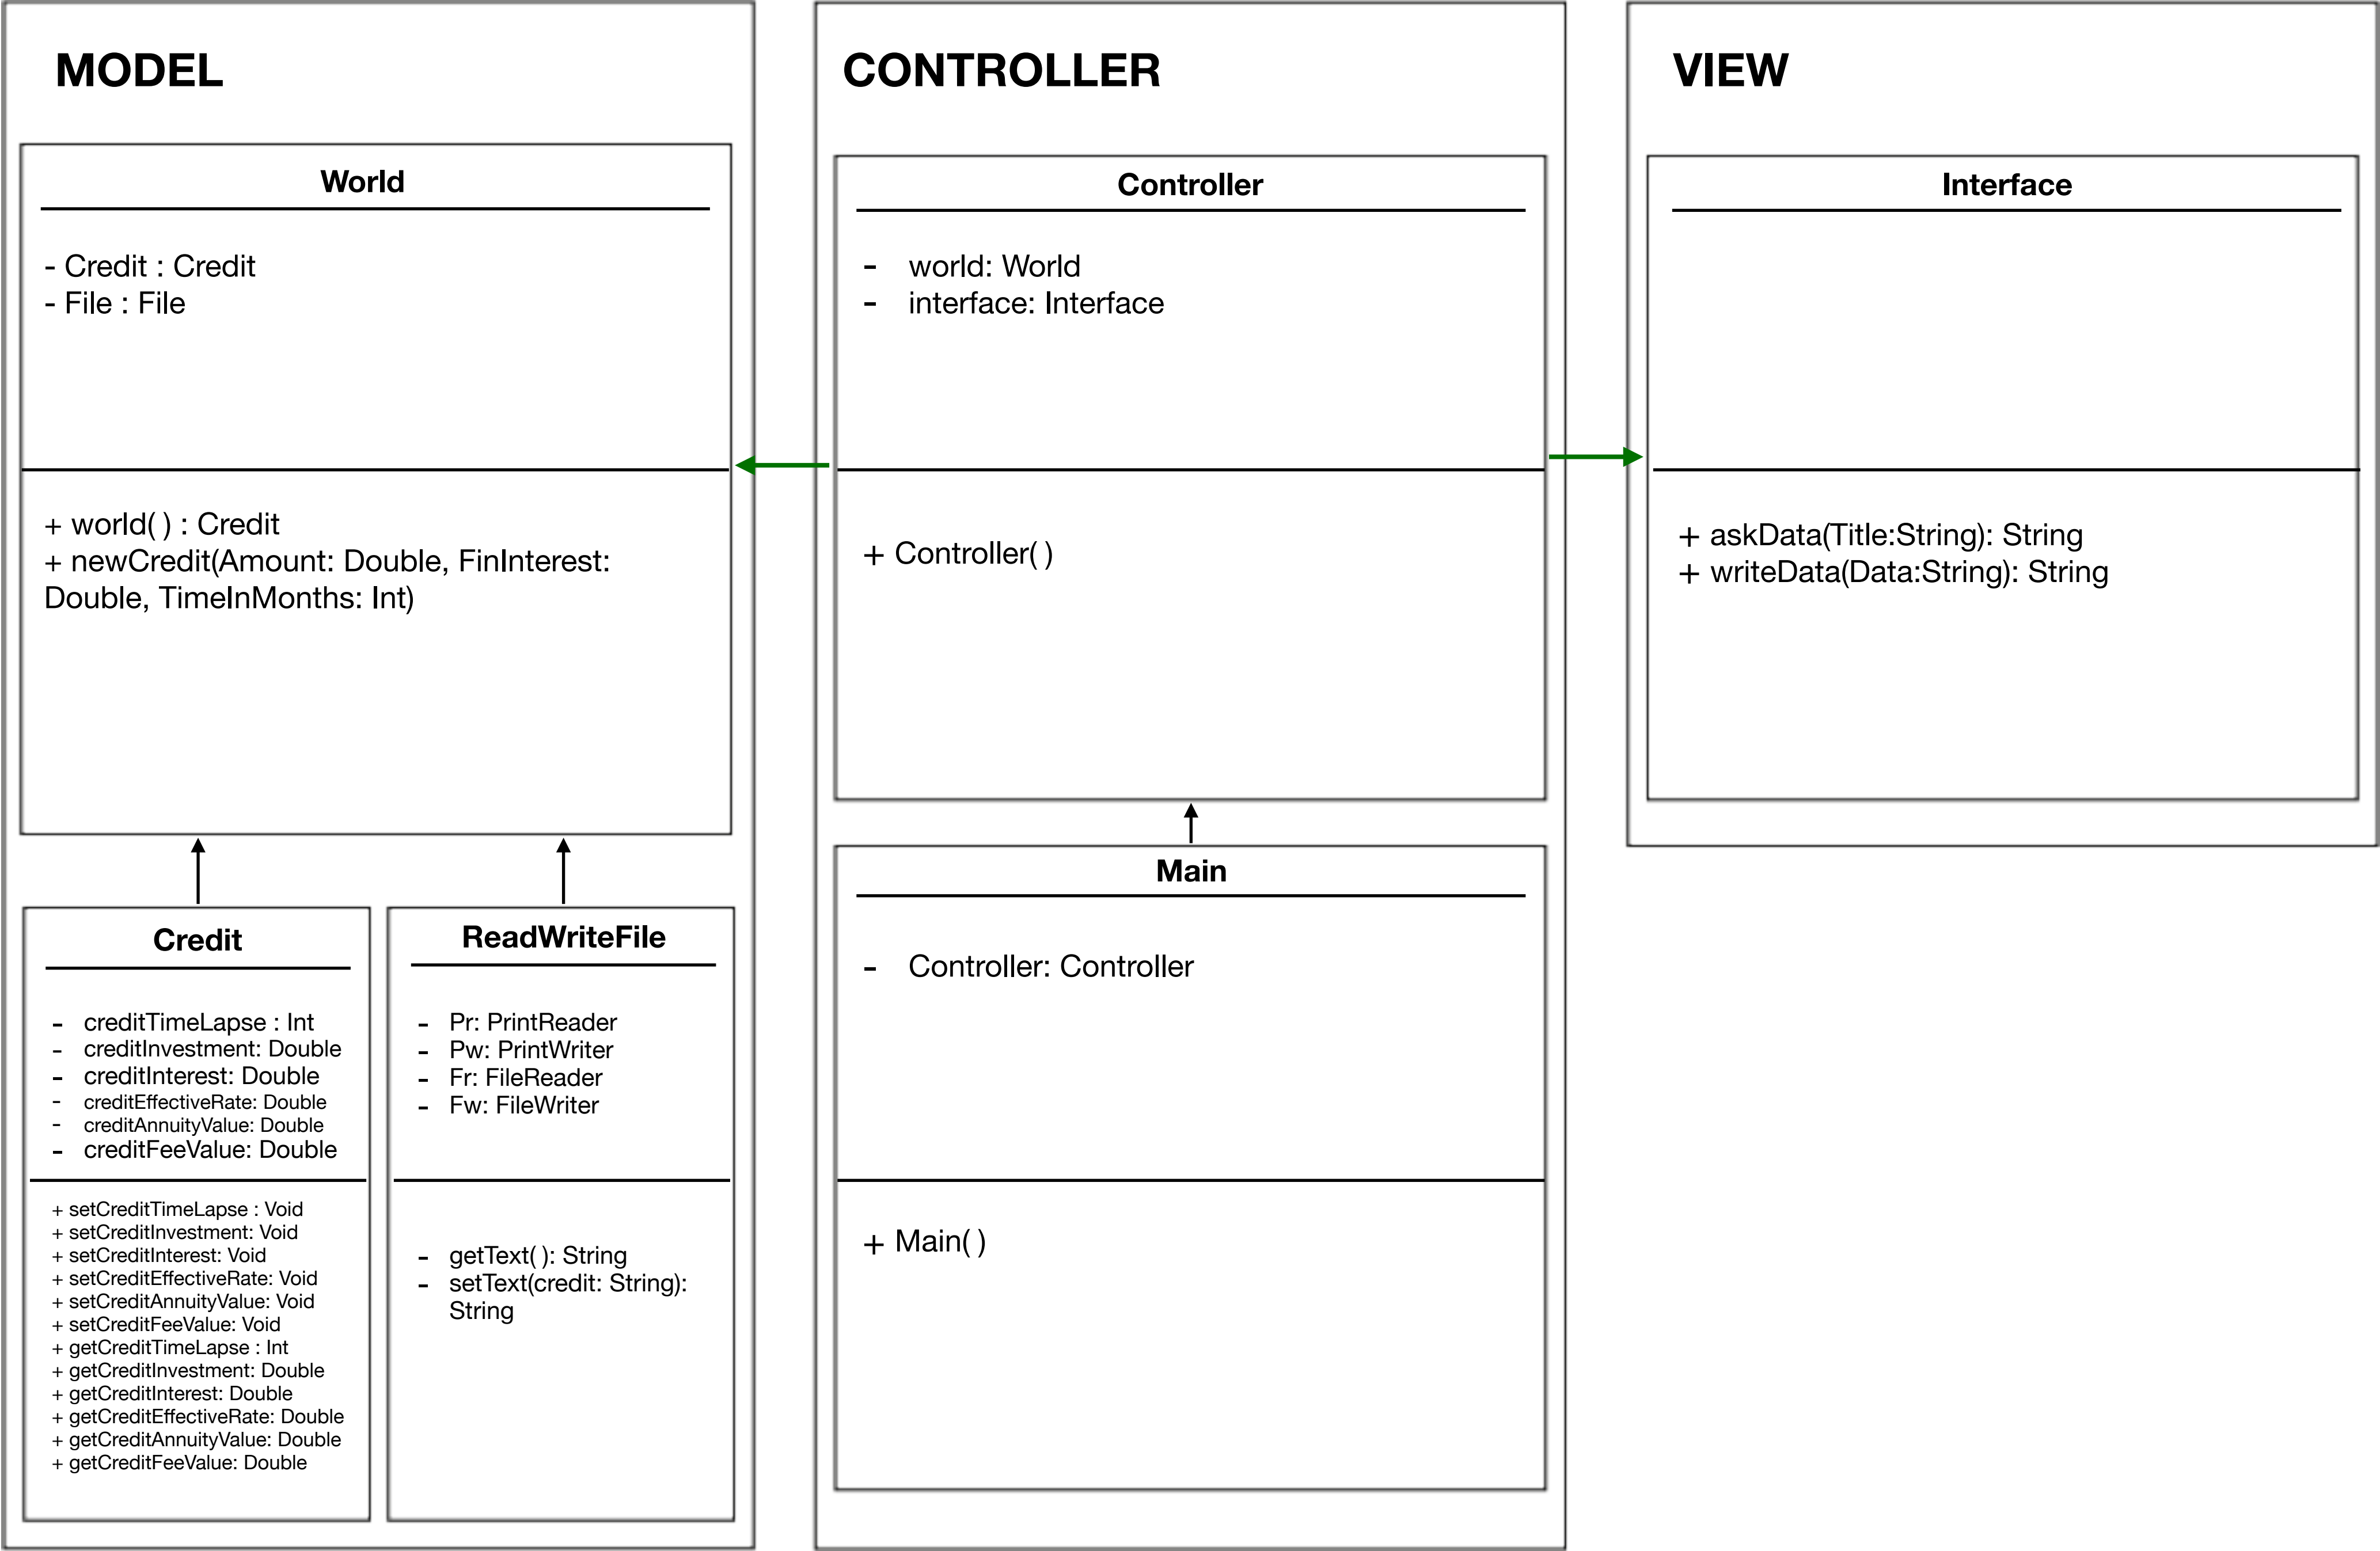 MODEL
World
- Credit : Credit
- File : File
+ world( ) : Credit
+ newCredit(Amount: Double, FinInterest:
Double, TimeInMonths: Int)
Credit
- creditTimeLapse : Int
- creditInvestment: Double
- creditInterest: Double
- creditEffectiveRate: Double
- creditAnnuityValue: Double
- creditFeeValue: Double
+ setCreditTimeLapse : Void
+ setCreditInvestment: Void
+ setCreditInterest: Void
+ setCreditEffectiveRate: Void
+ setCreditAnnuityValue: Void
+ setCreditFeeValue: Void
+ getCreditTimeLapse : Int
+ getCreditInvestment: Double
+ getCreditInterest: Double
+ getCreditEffectiveRate: Double
+ getCreditAnnuityValue: Double
+ getCreditFeeValue: Double
ReadWriteFile
- Pr: PrintReader
- Pw: PrintWriter
- Fr: FileReader
- Fw: FileWriter
- getText( ): String
- setText(credit: String):
String
CONTROLLER
Controller
- world: World
- interface: Interface
+ Controller( )
Main
- Controller: Controller
+ Main( )
VIEW
Interface
+ askData(Title:String): String
+ writeData(Data:String): String